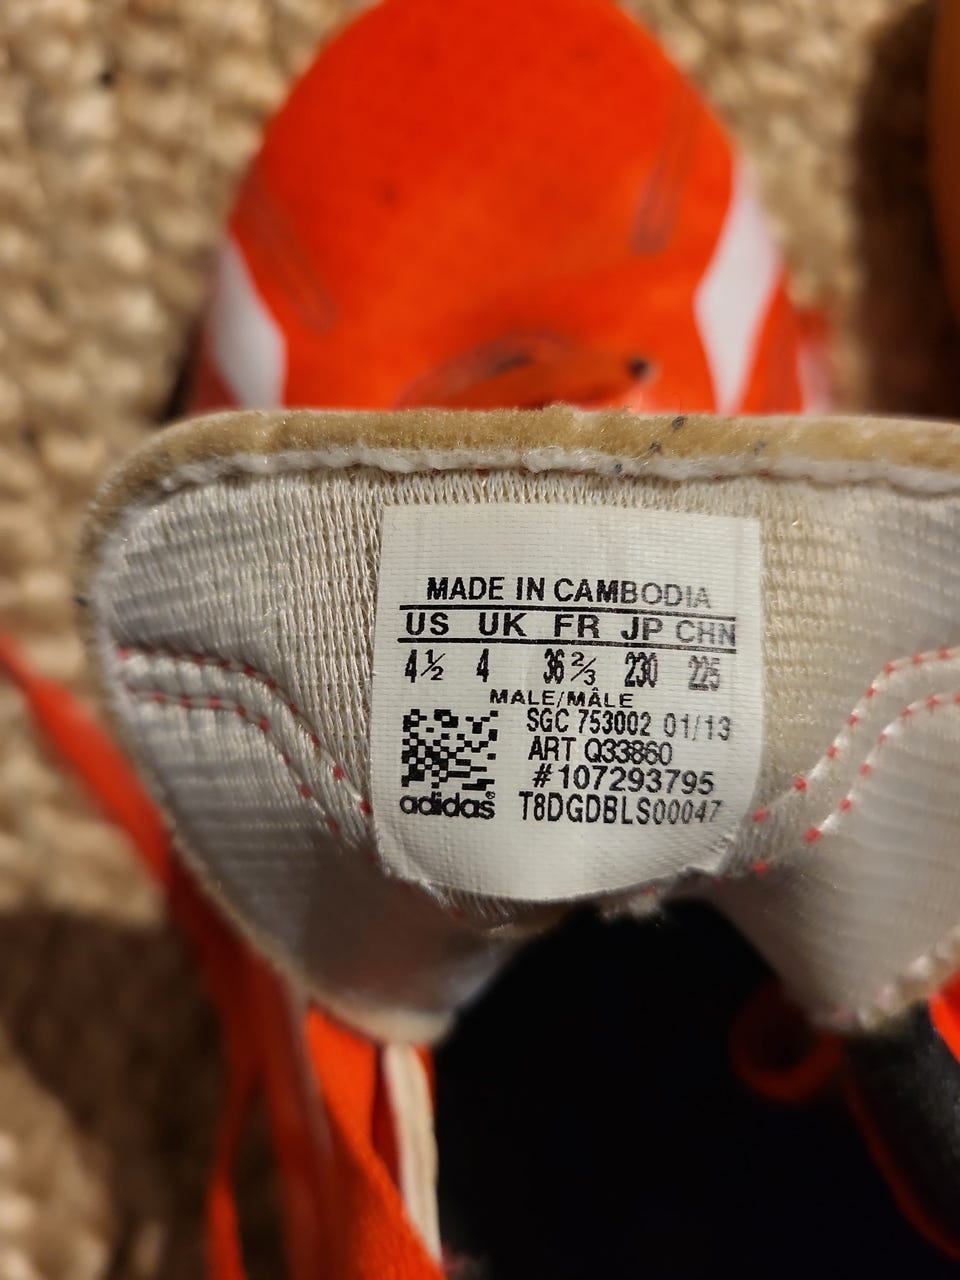 MADE IN CAMBODIA
US UK FR JP CHN
4½ 4 36⅔ 230 225
MALE/MÂLE
SGC 753002 01/13
ART Q33860
#107293795
adidas® T8DGDBLS00047